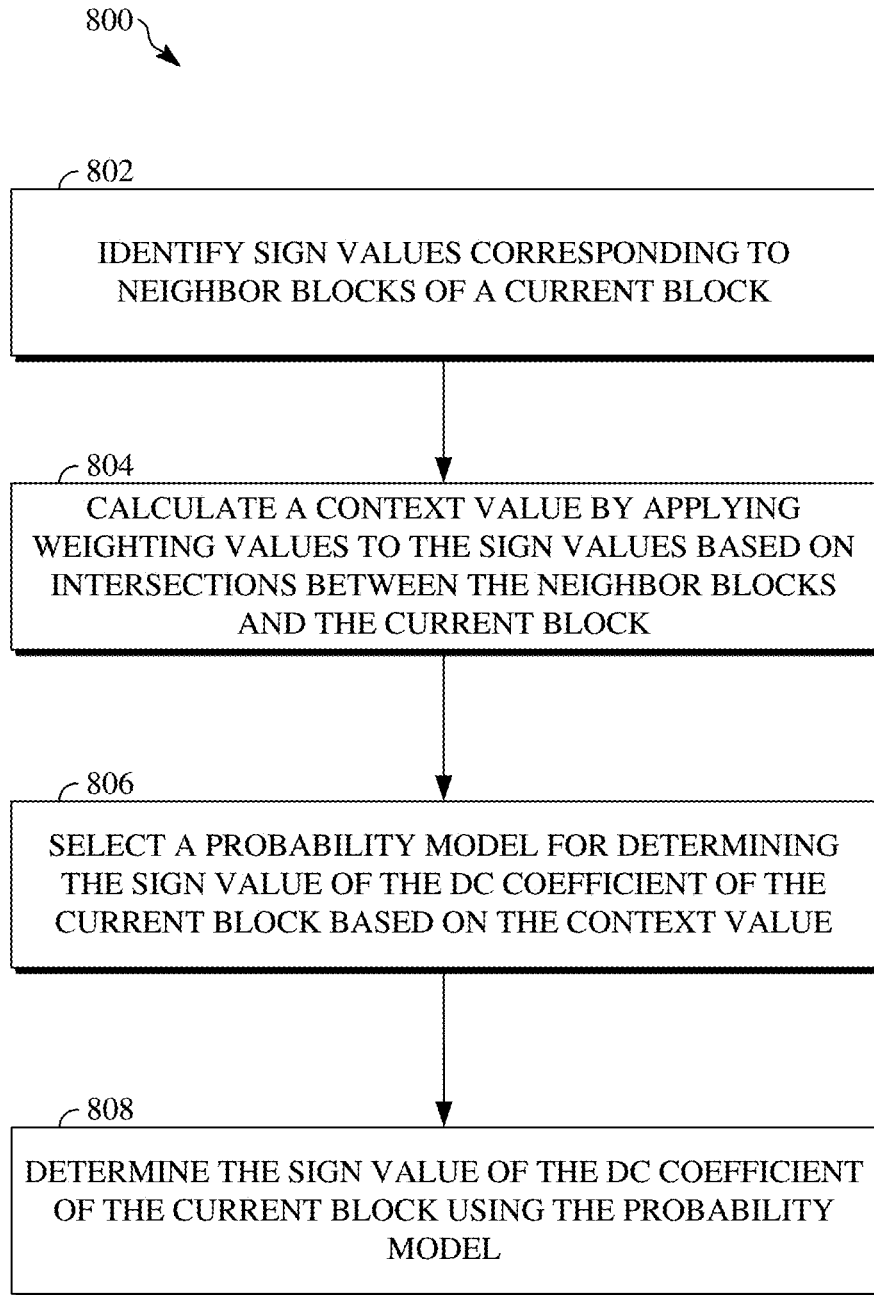 800
802
IDENTIFY SIGN VALUES CORRESPONDING TO
NEIGHBOR BLOCKS OF A CURRENT BLOCK
804
CALCULATE A CONTEXT VALUE BY APPLYING
WEIGHTING VALUES TO THE SIGN VALUES BASED ON
INTERSECTIONS BETWEEN THE NEIGHBOR BLOCKS
AND THE CURRENT BLOCK
806
SELECT A PROBABILITY MODEL FOR DETERMINING
THE SIGN VALUE OF THE DC COEFFICIENT OF THE
CURRENT BLOCK BASED ON THE CONTEXT VALUE
808
DETERMINE THE SIGN VALUE OF THE DC COEFFICIENT
OF THE CURRENT BLOCK USING THE PROBABILITY
MODEL